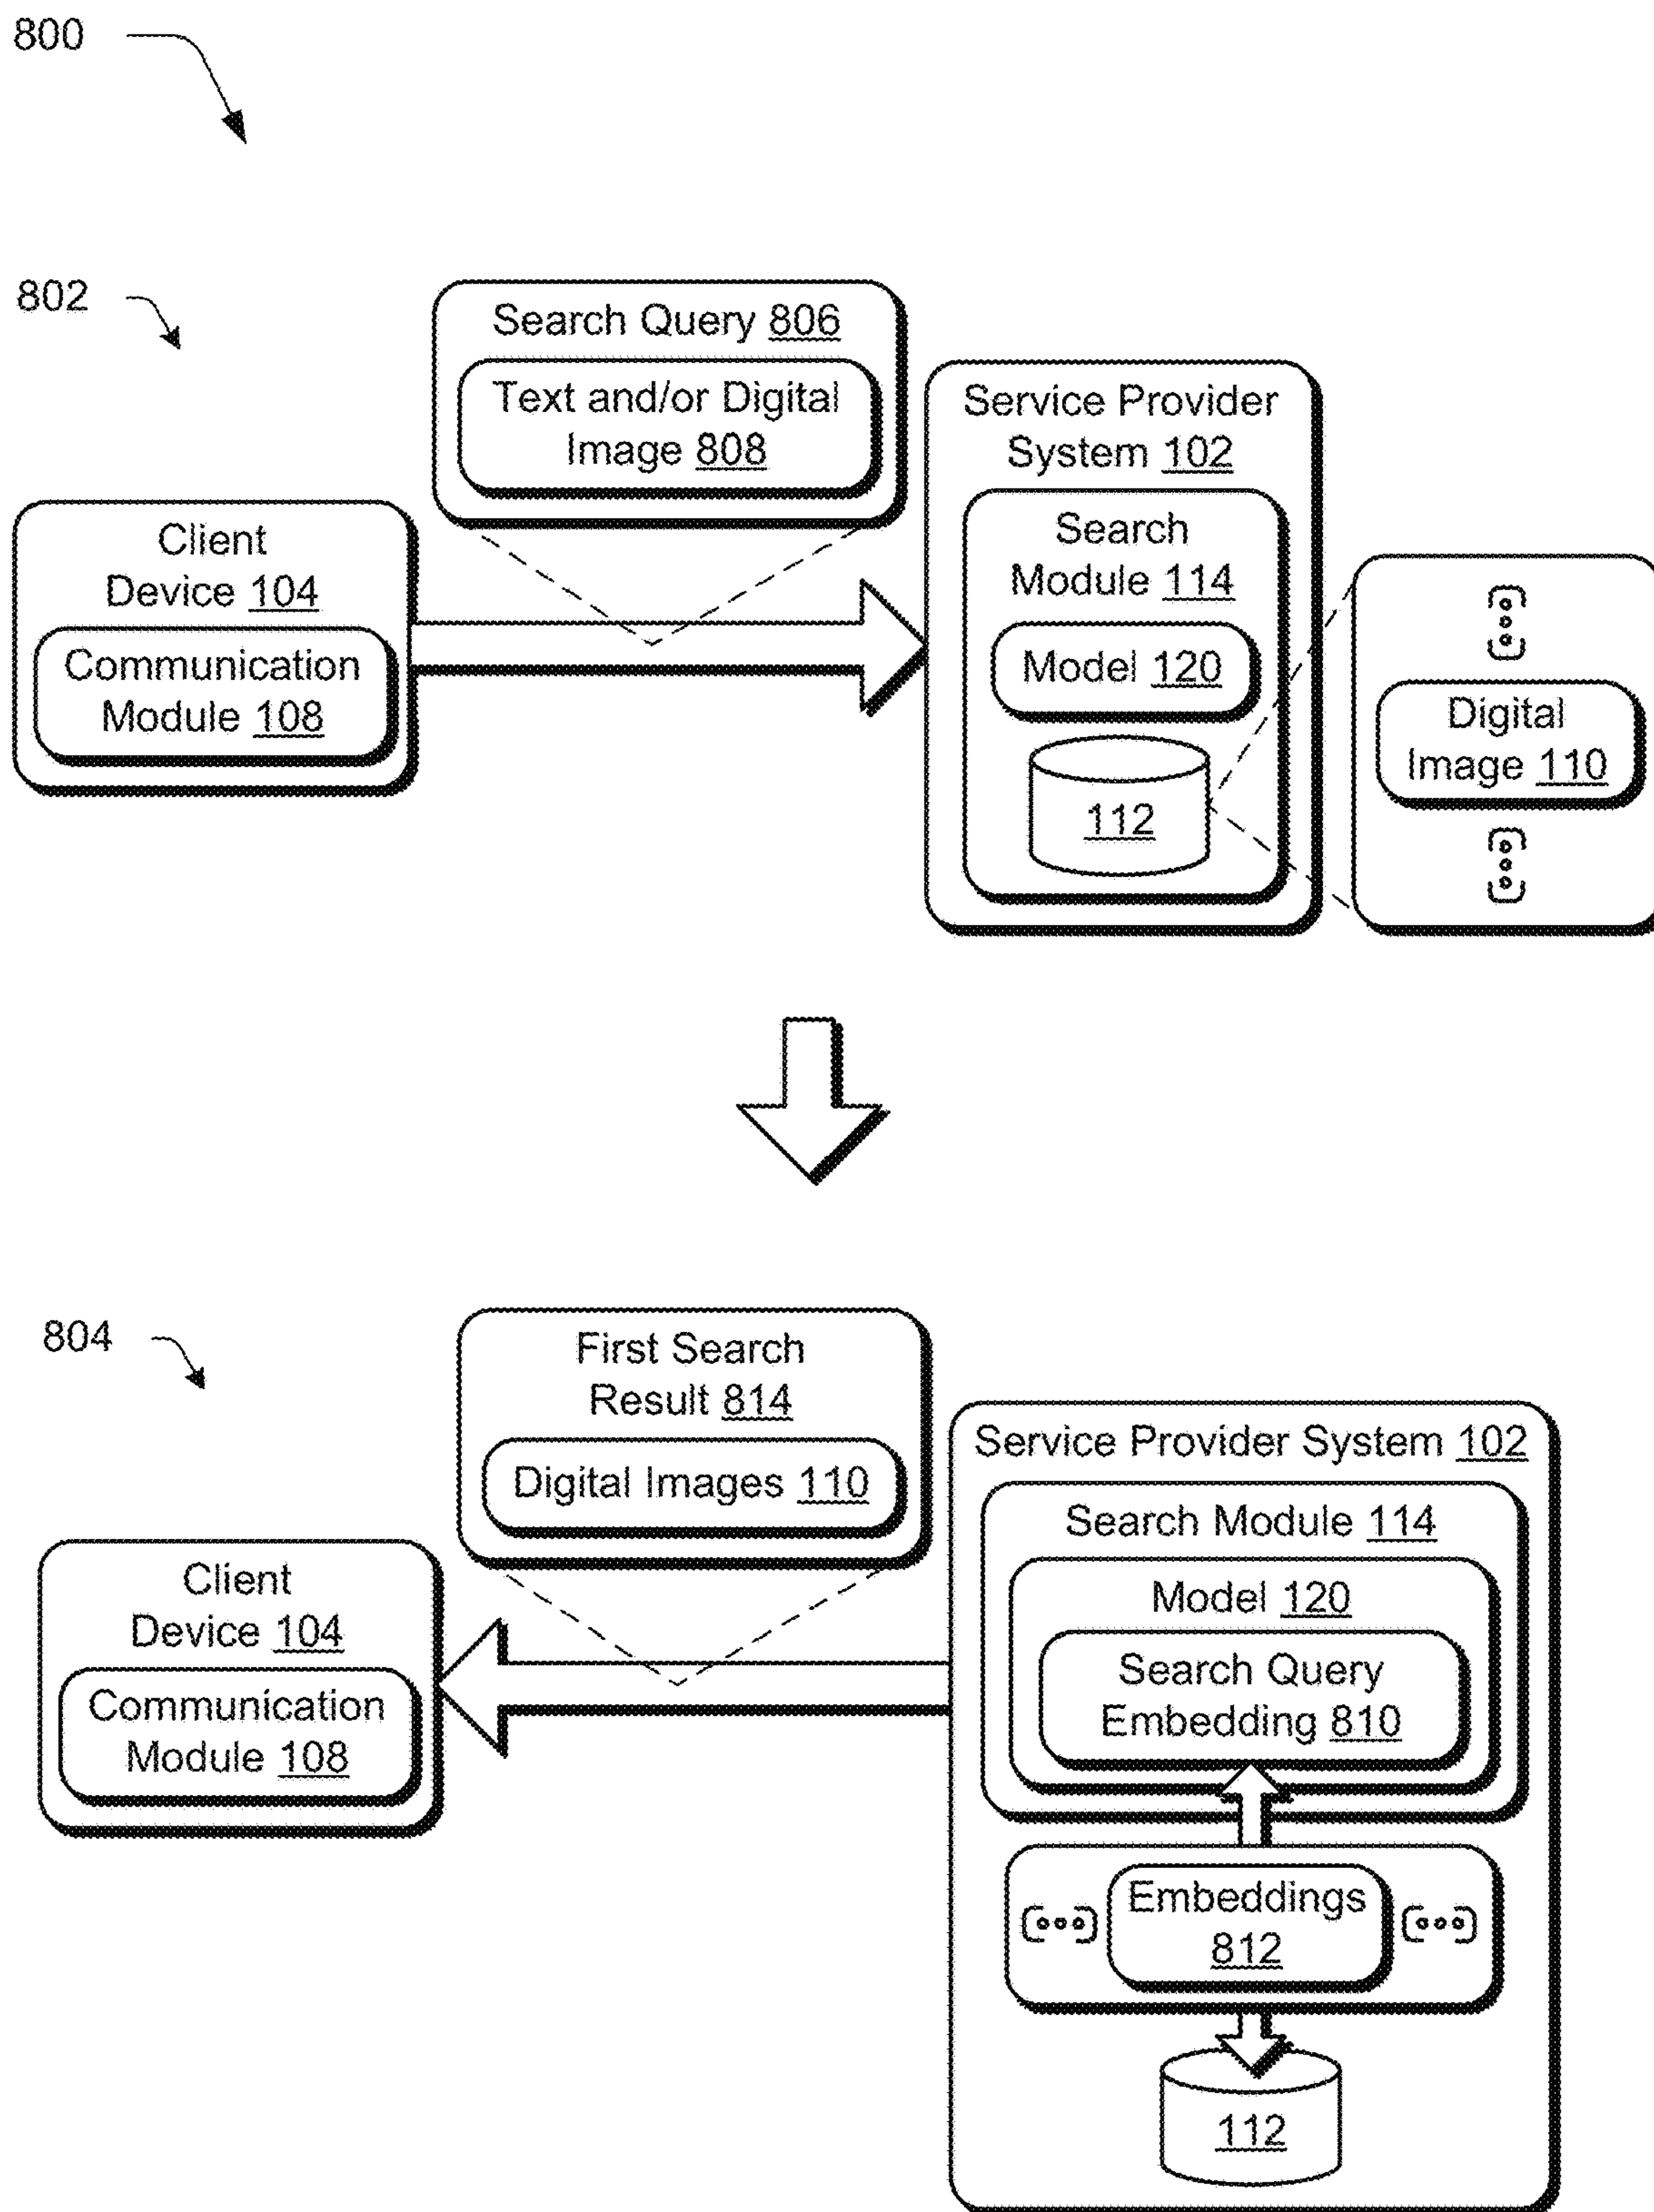 800
802
Search Query 806
Text and/or Digital
Image 808
Service Provider
System 102
Search
Module 114
Model 120
112
Client
Device 104
Communication
Module 108
Digital
Image 110
804
First Search
Result 814
Digital Images 110
Client
Device 104
Communication
Module 108
Service Provider System 102
Search Module 114
Model 120
Search Query
Embedding 810
Embeddings
812
112